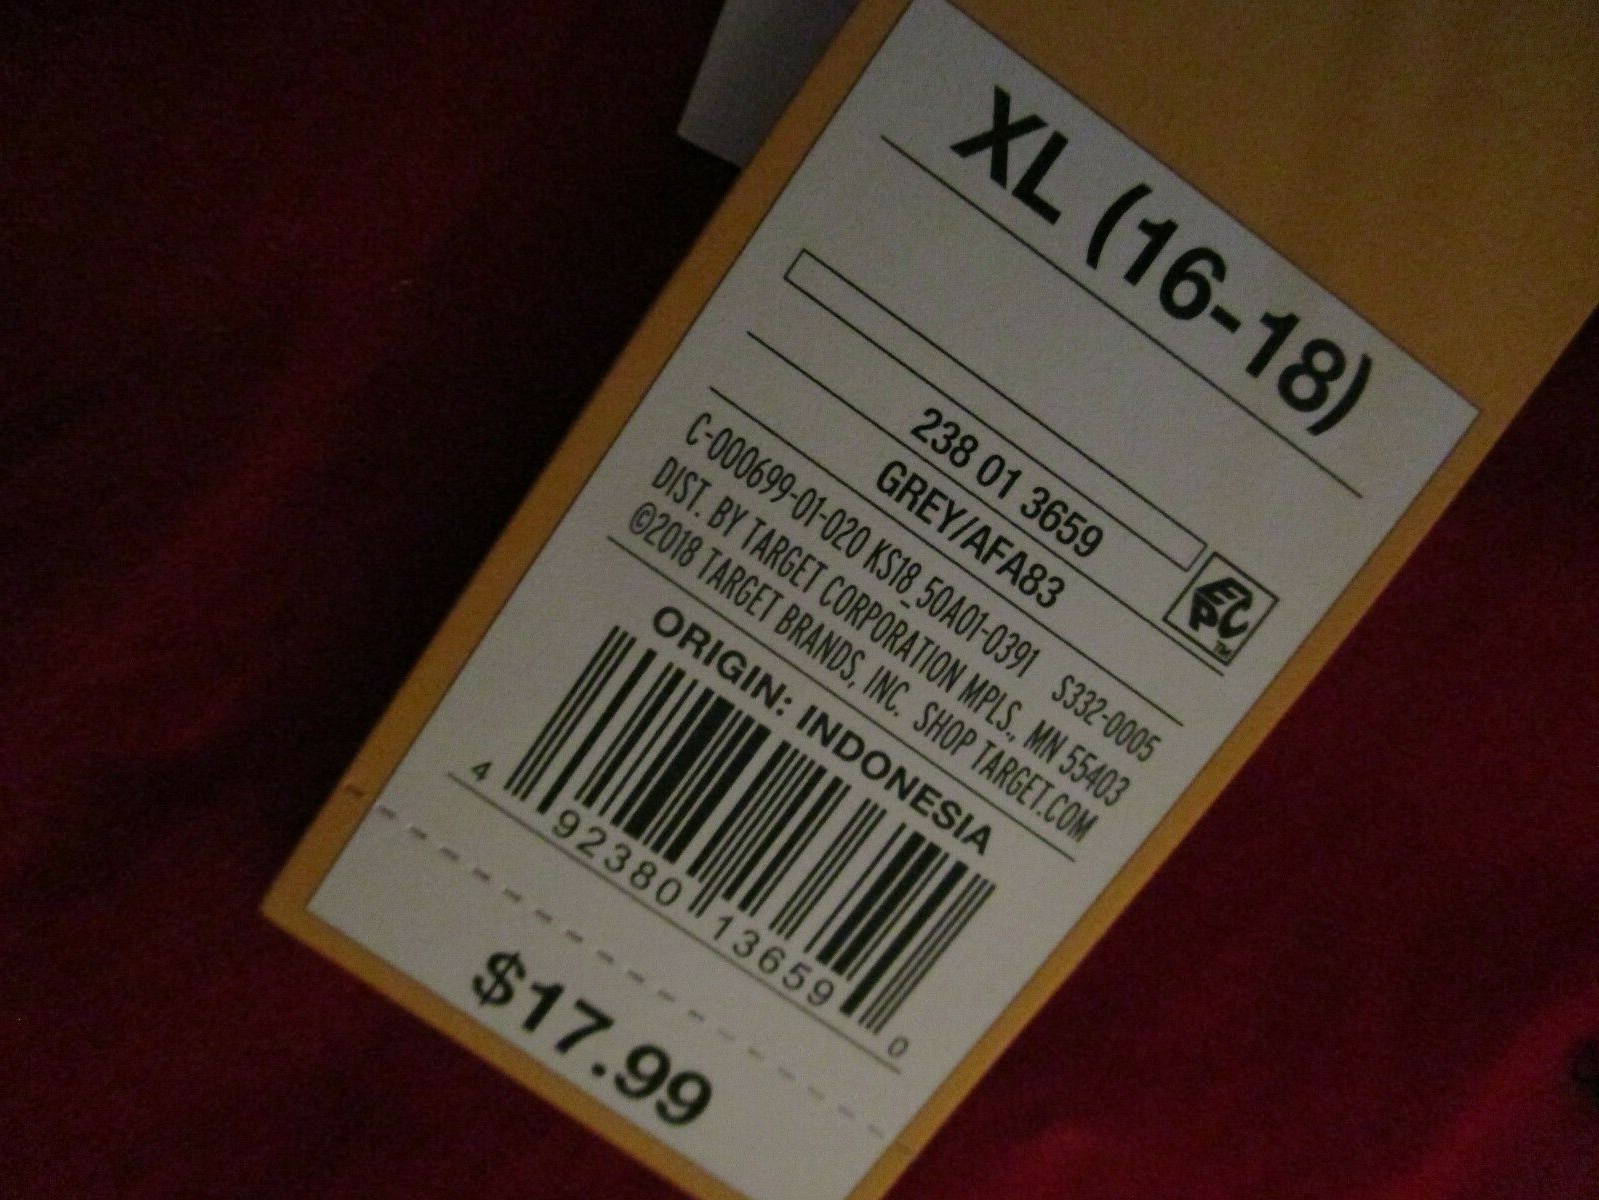 XL (16-18)
238 01 3659
GREY/AFA83
EPC™
C-000699-01-020 KS18_50A01-0391 S332-0005
DIST. BY TARGET CORPORATION MPLS., MN 55403
©2018 TARGET BRANDS, INC. SHOP TARGET.COM
ORIGIN: INDONESIA
4 92380 13659 0
$17.99